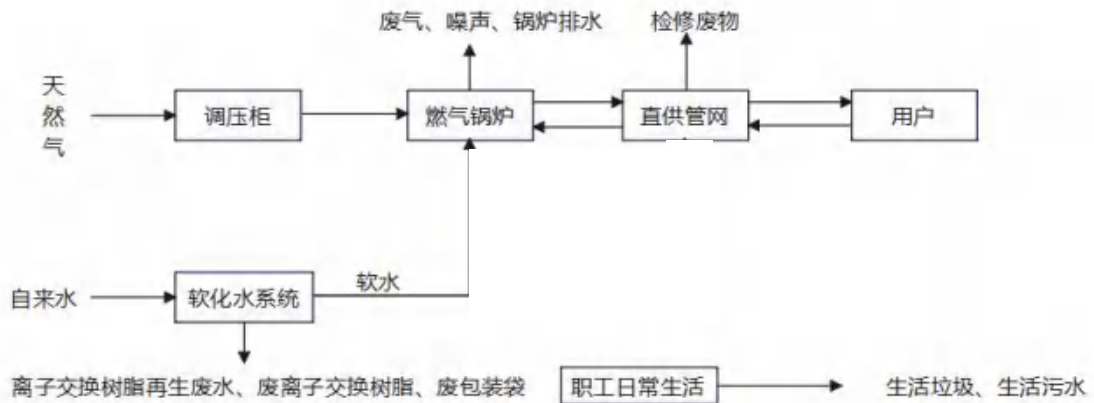 废气、噪声、锅炉排水
检修废物
天然气
调压柜
燃气锅炉
直供管网
用户
软水
自来水
软化水系统
离子交换树脂再生废水、废离子交换树脂、废包装袋
职工日常生活
生活垃圾、生活污水